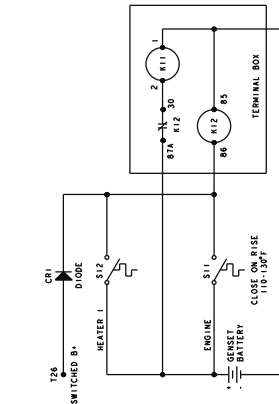 1
K11
2
30
K12
87A
85
K12
86
TERMINAL BOX
CR1
DIODE
T26
SWITCHED B+
S12
HEATER 1
S11
ENGINE
CLOSE ON RISE
110-130°F
GENSET
BATTERY
+
-